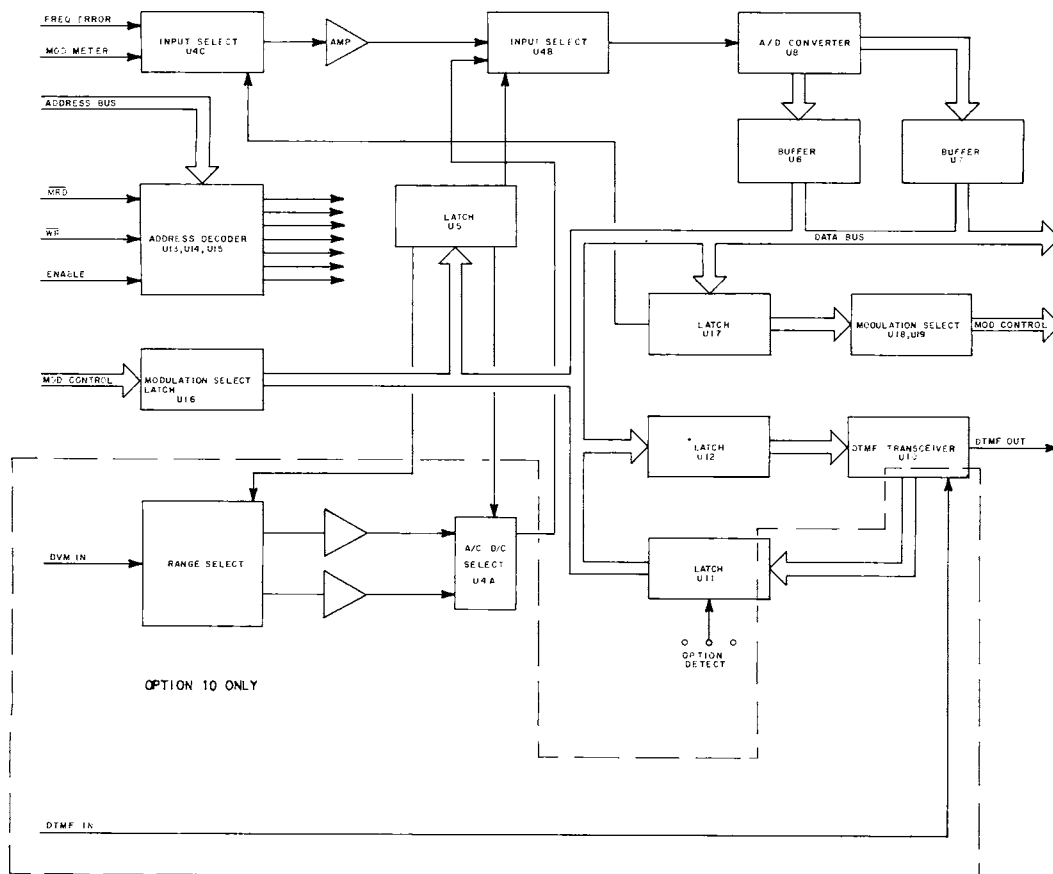 FREQ ERROR
MOD METER
INPUT SELECT
U4C
AMP
INPUT SELECT
U4B
A/D CONVERTER
U8
ADDRESS BUS
BUFFER
U6
BUFFER
U7
MRD
WR
ENABLE
ADDRESS DECODER
U13,U14,U15
LATCH
U5
DATA BUS
LATCH
U17
MODULATION SELECT
U18,U19
MOD CONTROL
MOD CONTROL
MODULATION SELECT
LATCH
U16
LATCH
U12
DTMF TRANSCEIVER
DTMF OUT
DVM IN
RANGE SELECT
A/C D/C
SELECT
U4A
LATCH
U11
OPTION
DETECT
OPTION 10 ONLY
DTMF IN